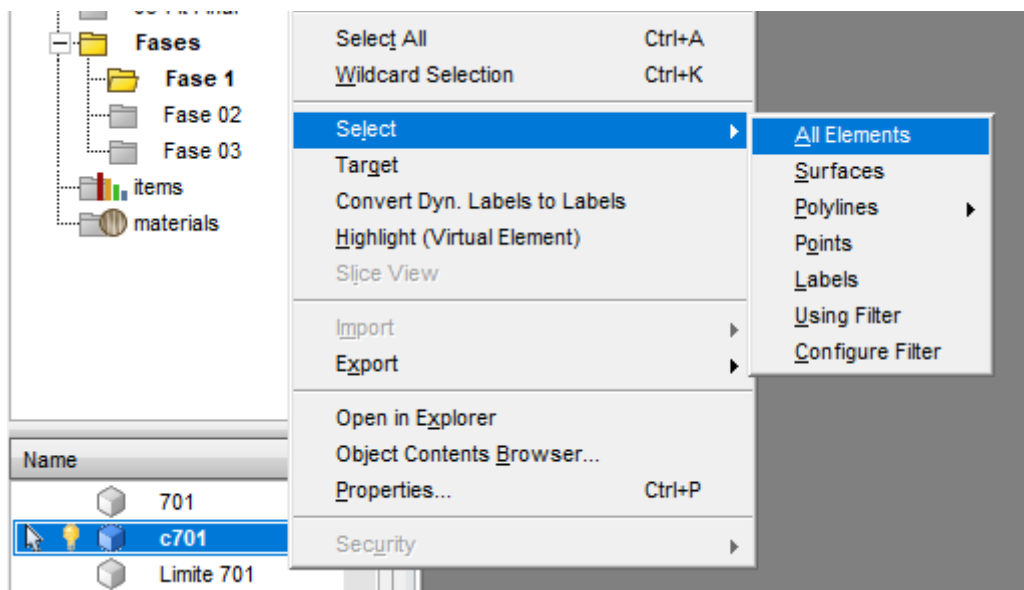 Fases
Fase 1
Fase 02
Fase 03
items
materials
Name
701
c701
Limite 701
Select All Ctrl+A
Wildcard Selection Ctrl+K
Select
Target
Convert Dyn. Labels to Labels
Highlight (Virtual Element)
Slice View
Import
Export
Open in Explorer
Object Contents Browser...
Properties... Ctrl+P
Security
All Elements
Surfaces
Polylines
Points
Labels
Using Filter
Configure Filter